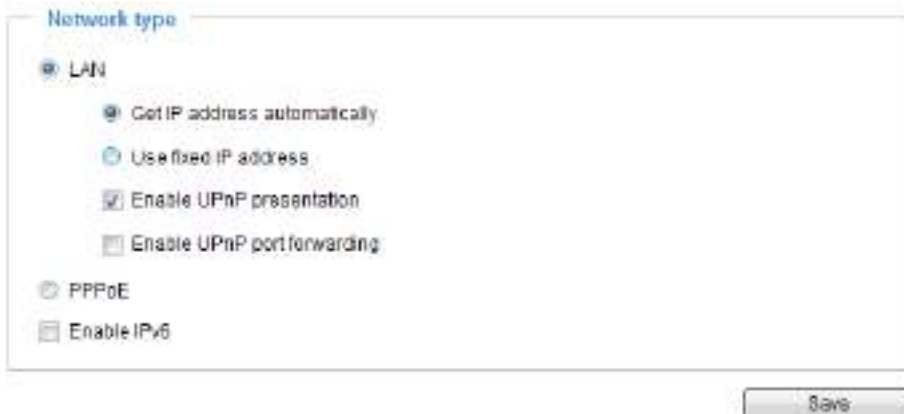 Network type
LAN
Get IP address automatically
Use fixed IP address
Enable UPnP presentation
Enable UPnP port forwarding
PPPoE
Enable IPv6
Save